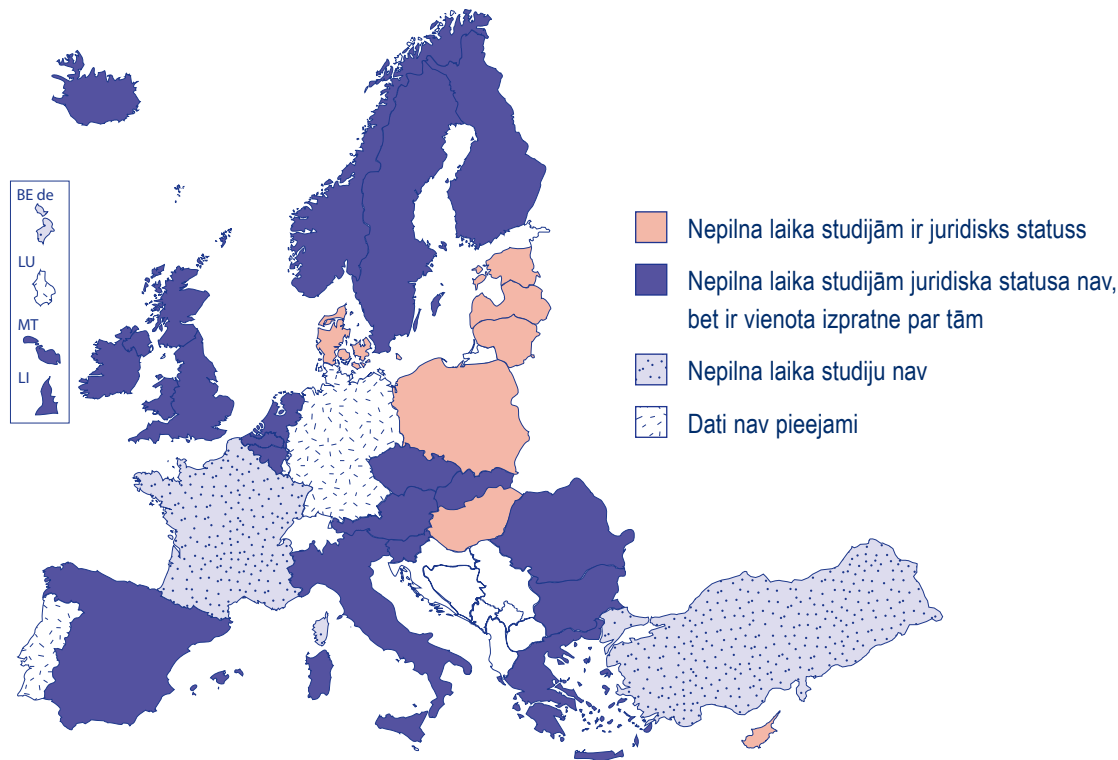 BE de
LU
MT
LI
Nepilna laika studijām ir juridisks statuss
Nepilna laika studijām juridiska statusa nav,
bet ir vienota izpratne par tām
Nepilna laika studiju nav
Dati nav pieejami